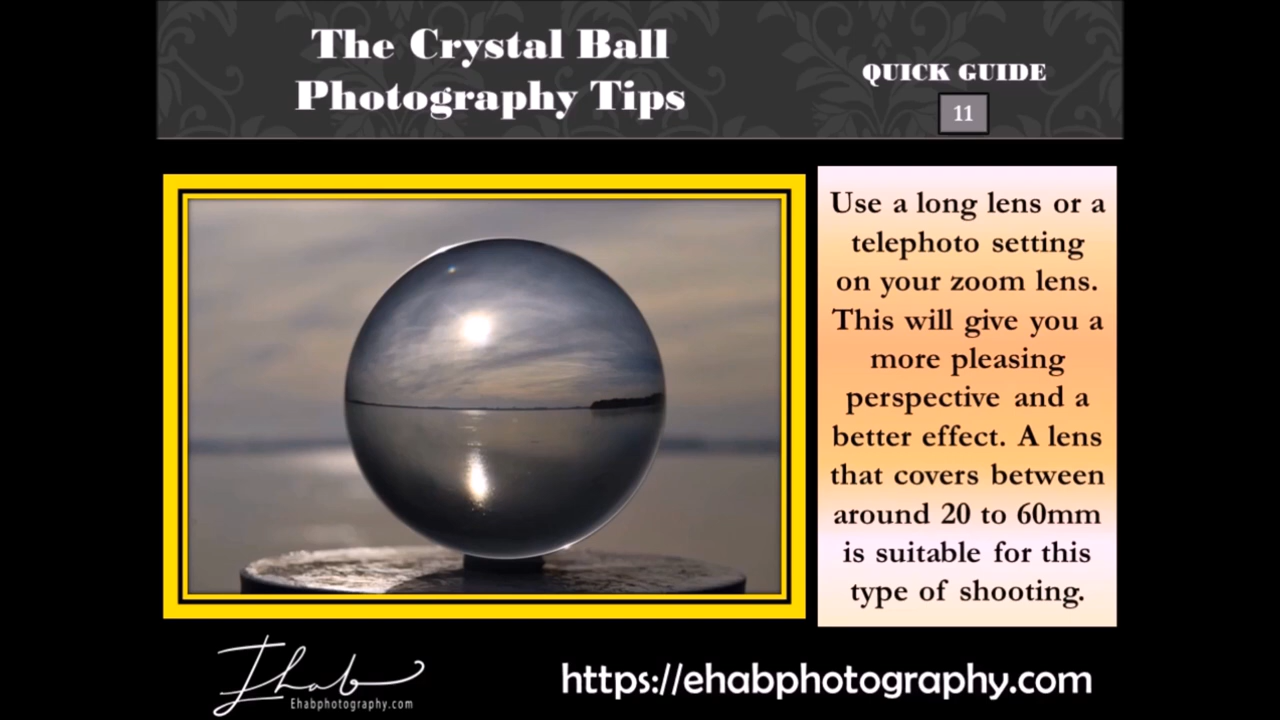 The Crystal Ball
Photography Tips
QUICK GUIDE
11
Use a long lens or a
telephoto setting
on your zoom lens.
This will give you a
more pleasing
perspective and a
better effect. A lens
that covers between
around 20 to 60mm
is suitable for this
type of shooting.
Ehab
Ehabphotography.com
https://ehabphotography.com